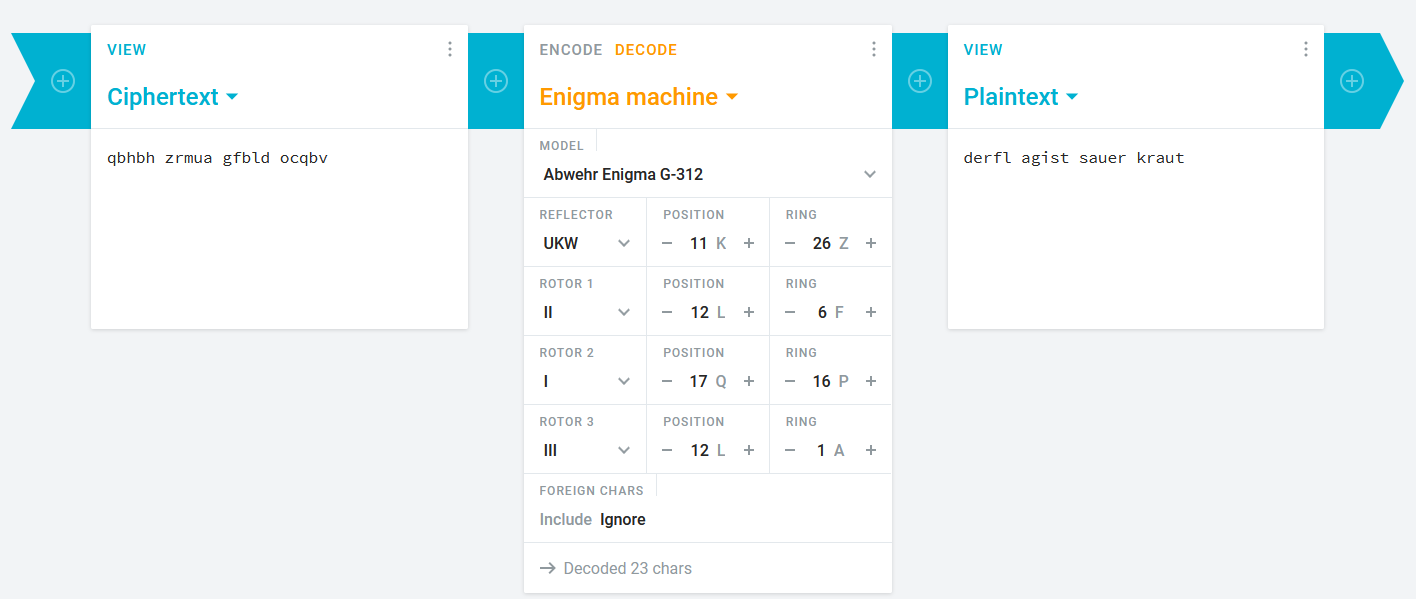 VIEW
Ciphertext
qbhbh zrmua gfbld ocqbv
ENCODE DECODE
Enigma machine
MODEL
Abwehr Enigma G-312
REFLECTOR POSITION RING
UKW − 11 K + − 26 Z +
ROTOR 1 POSITION RING
II − 12 L + − 6 F +
ROTOR 2 POSITION RING
I − 17 Q + − 16 P +
ROTOR 3 POSITION RING
III − 12 L + − 1 A +
FOREIGN CHARS
Include Ignore
→ Decoded 23 chars
VIEW
Plaintext
derfl agist sauer kraut